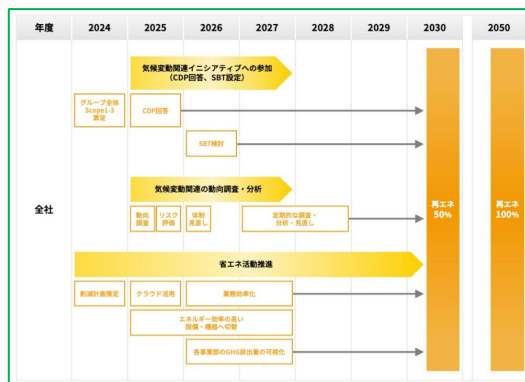 年度 2024 2025 2026 2027 2028 2029 2030 2050
気候変動関連イニシアティブへの参加
（CDP回答、SBT設定）
グループ全体
Scope1-3
算定
CDP回答
SBT検討
気候変動関連の動向調査・分析
動向
調査
リスク
評価
体制
見直し
定期的な調査・
分析・見直し
全社
再エネ
50%
再エネ
100%
省エネ活動推進
削減計画策定
クラウド活用
業務効率化
エネルギー効率の高い
設備・機器へ切替
各事業部のGHG排出量の可視化